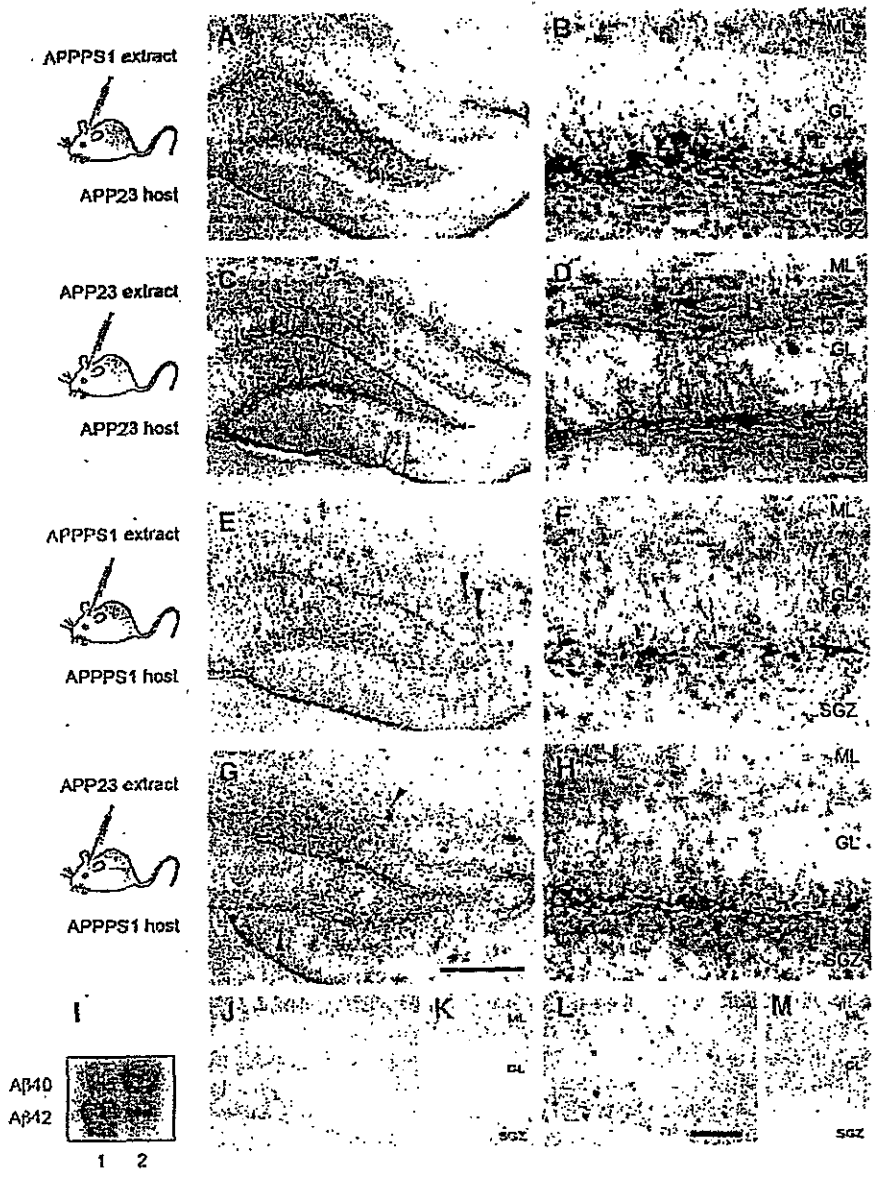 APPPS1 extract
APP23 host
A
B
ML
GL
SGZ
APP23 extract
APP23 host
C
D
ML
GL
SGZ
APPPS1 extract
APPPS1 host
E
F
ML
GL
SGZ
APP23 extract
APPPS1 host
G
H
ML
GL
SGZ
I
Aβ40
Aβ42
1 2
J
K
ML
GL
SGZ
L
M
ML
GL
SGZ